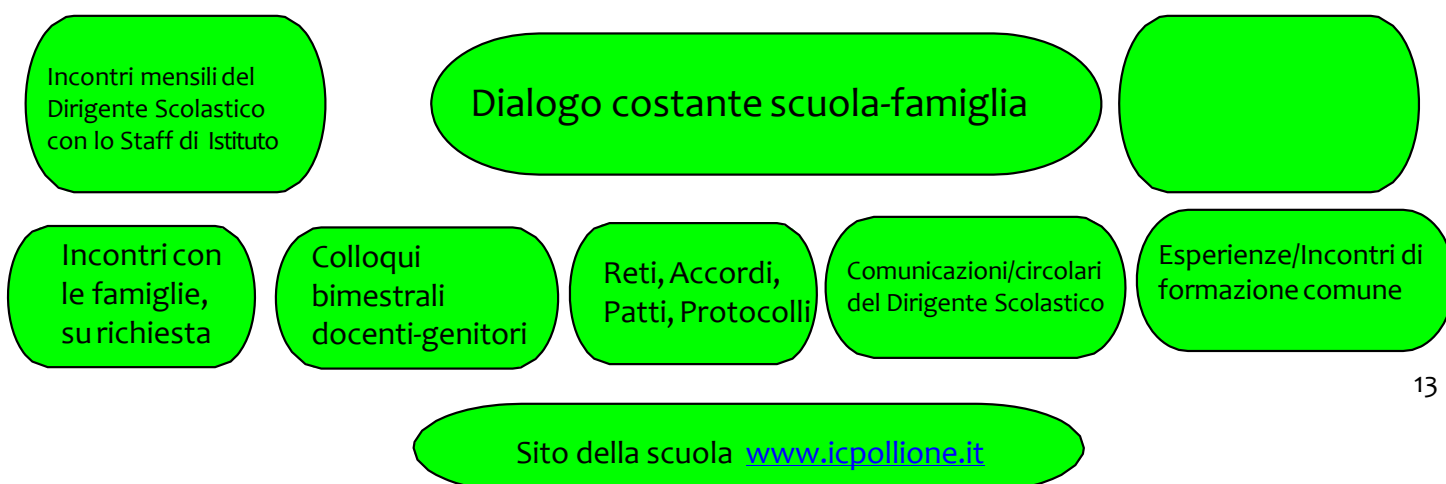 Incontri mensili del
Dirigente Scolastico
con lo Staff di Istituto
Dialogo costante scuola-famiglia
Incontri con
le famiglie,
su richiesta
Colloqui
bimestrali
docenti-genitori
Reti, Accordi,
Patti, Protocolli
Comunicazioni/circolari
del Dirigente Scolastico
Esperienze/Incontri di
formazione comune
13
Sito della scuola www.icpollione.it